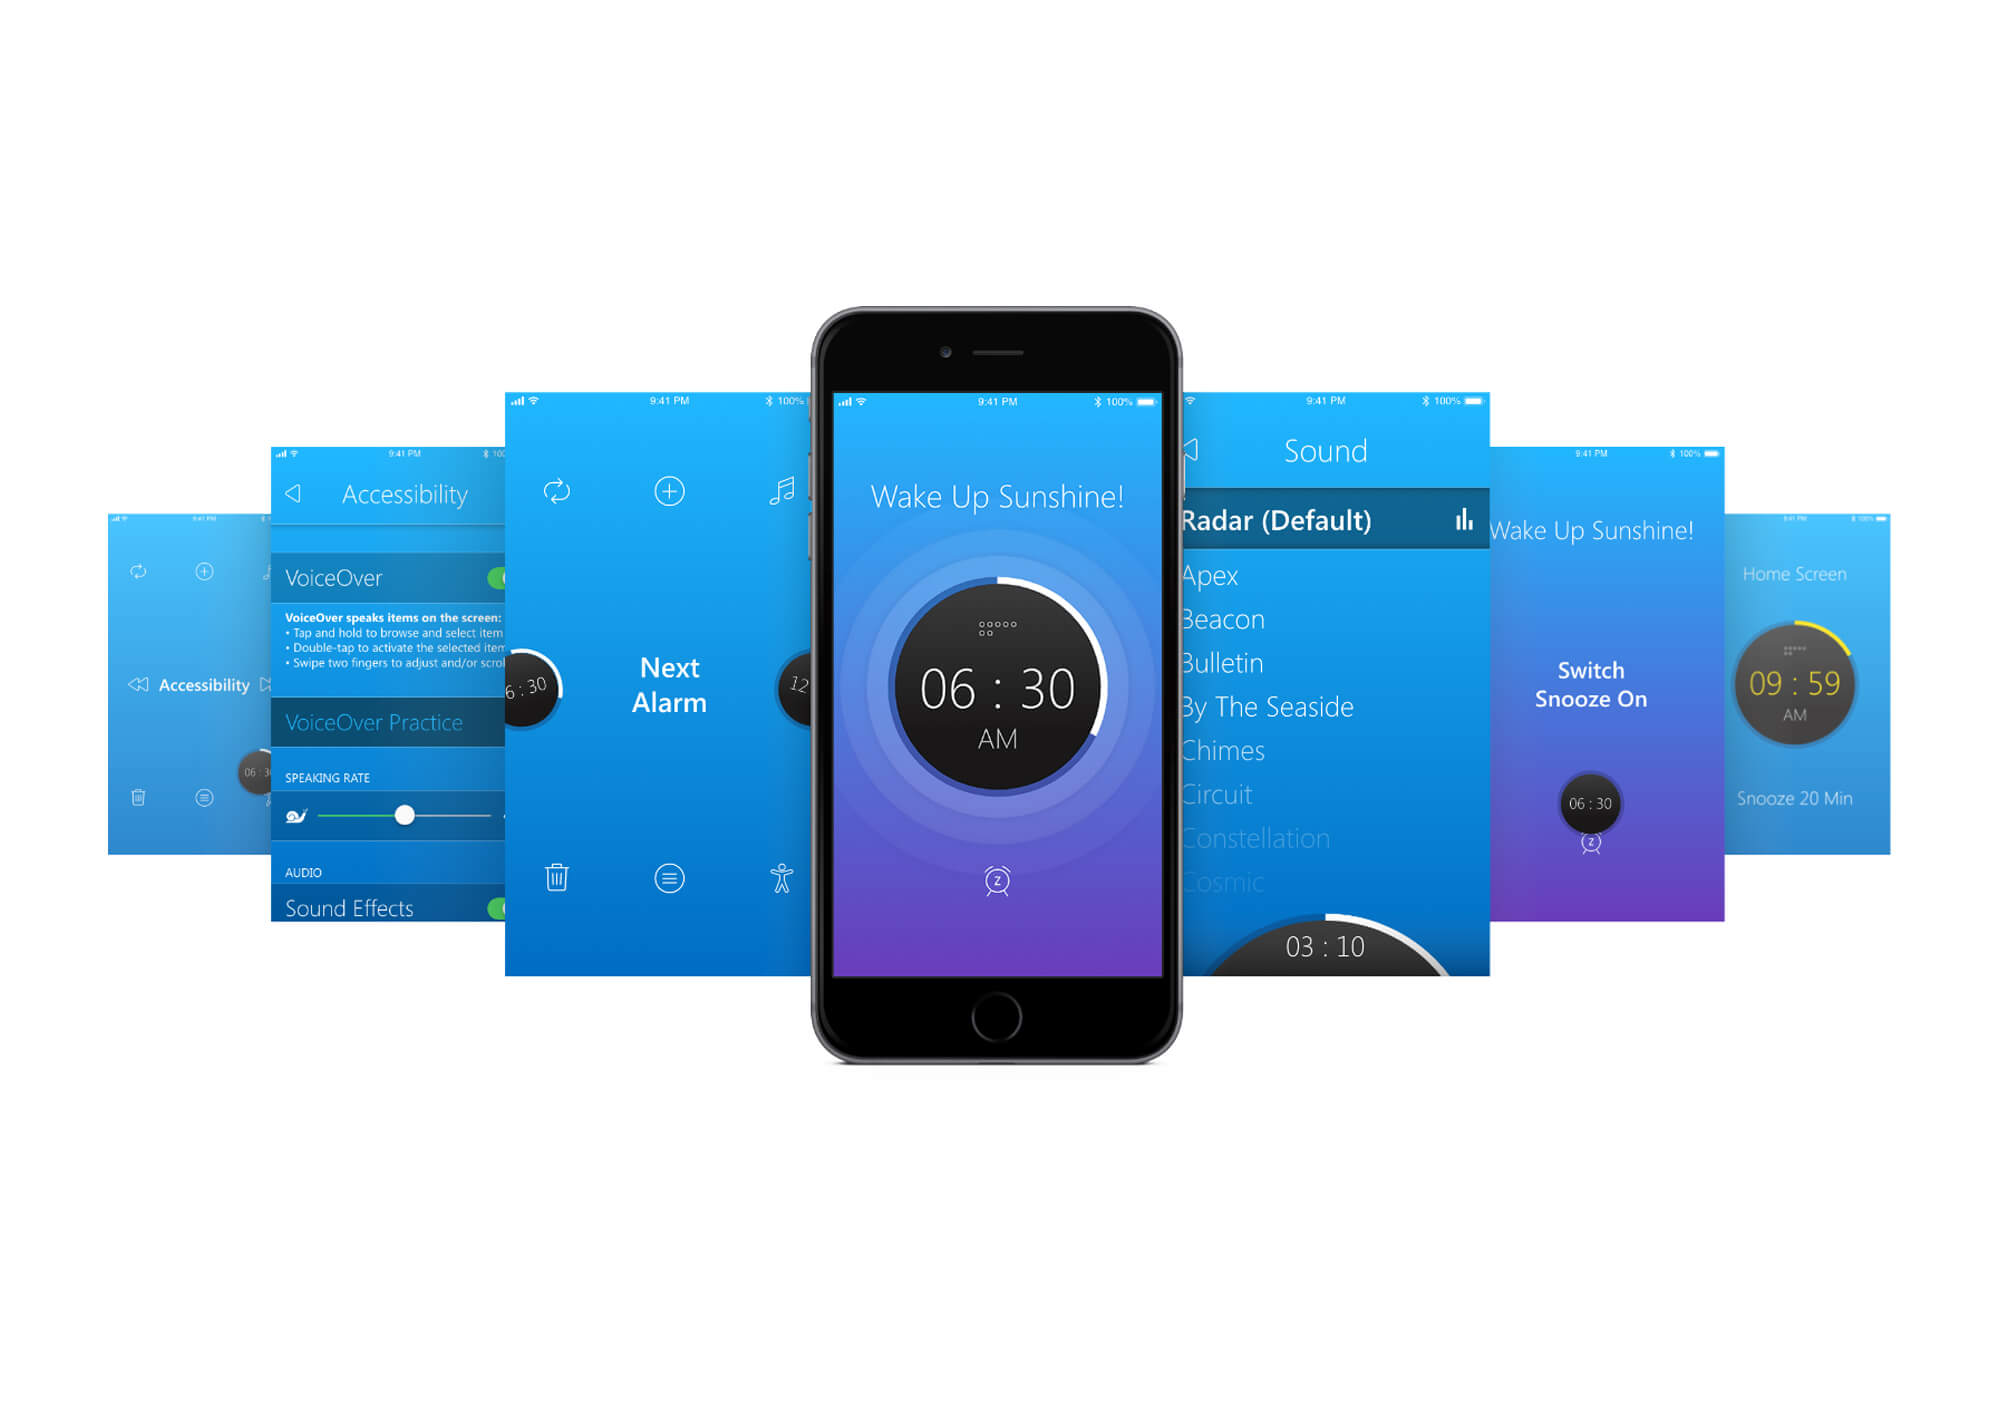 9:41 PM
Accessibility
06 : 3
9:41 PM
100
Accessibility
VoiceOver
VoiceOver speaks items on the screen:
• Tap and hold to browse and select item
• Double-tap to activate the selected item
• Swipe two fingers to adjust and/or scrol
VoiceOver Practice
SPEAKING RATE
AUDIO
Sound Effects
9:41 PM
100%
6 : 30
Next
Alarm
12
9:41 PM
100%
Wake Up Sunshine!
06 : 30
AM
z
9:41 PM
100%
Sound
Radar (Default)
Apex
Beacon
Bulletin
By The Seaside
Chimes
Circuit
Constellation
Cosmic
03 : 10
9:41 PM
100%
Wake Up Sunshine!
Switch
Snooze On
06 : 30
z
9:41 PM
100%
Home Screen
09 : 59
AM
Snooze 20 Min